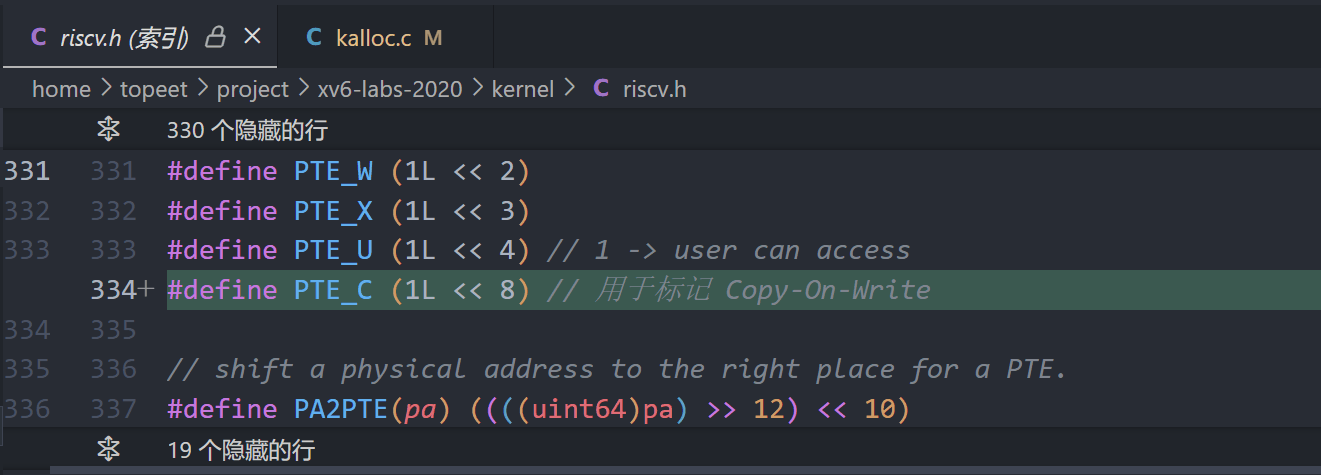 C riscv.h (索引) C kalloc.c M
home > topeet > project > xv6-labs-2020 > kernel > C riscv.h
330 个隐藏的行
331 331 #define PTE_W (1L << 2)
332 332 #define PTE_X (1L << 3)
333 333 #define PTE_U (1L << 4) // 1 -> user can access
334+ #define PTE_C (1L << 8) // 用于标记 Copy-On-Write
334 335
335 336 // shift a physical address to the right place for a PTE.
336 337 #define PA2PTE(pa) ((((uint64)pa) >> 12) << 10)
19 个隐藏的行